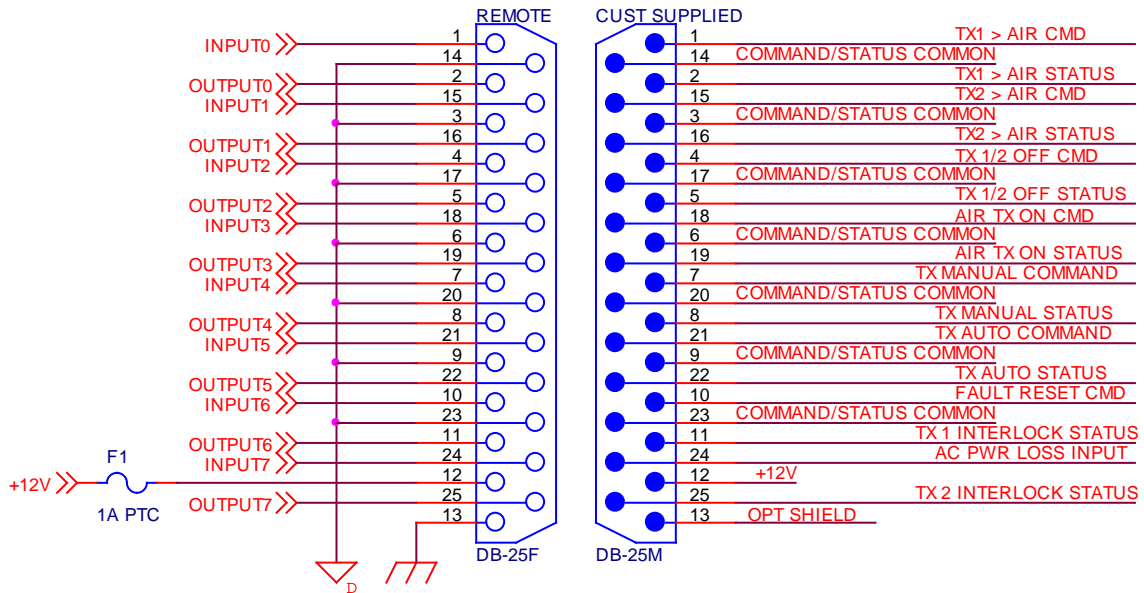 REMOTE CUST SUPPLIED
INPUT0 1 1 TX1 > AIR CMD
14 14 COMMAND/STATUS COMMON
OUTPUT0 2 2 TX1 > AIR STATUS
INPUT1 15 15 TX2 > AIR CMD
3 3 COMMAND/STATUS COMMON
OUTPUT1 16 16 TX2 > AIR STATUS
INPUT2 4 4 TX 1/2 OFF CMD
17 17 COMMAND/STATUS COMMON
OUTPUT2 5 5 TX 1/2 OFF STATUS
INPUT3 18 18 AIR TX ON CMD
6 6 COMMAND/STATUS COMMON
OUTPUT3 19 19 AIR TX ON STATUS
INPUT4 7 7 TX MANUAL COMMAND
20 20 COMMAND/STATUS COMMON
OUTPUT4 8 8 TX MANUAL STATUS
INPUT5 21 21 TX AUTO COMMAND
9 9 COMMAND/STATUS COMMON
OUTPUT5 22 22 TX AUTO STATUS
INPUT6 10 10 FAULT RESET CMD
23 23 COMMAND/STATUS COMMON
OUTPUT6 11 11 TX 1 INTERLOCK STATUS
INPUT7 24 24 AC PWR LOSS INPUT
F1
+12V 12 12 +12V
OUTPUT7 25 25 TX 2 INTERLOCK STATUS
1A PTC 13 13 OPT SHIELD
DB-25F DB-25M
D